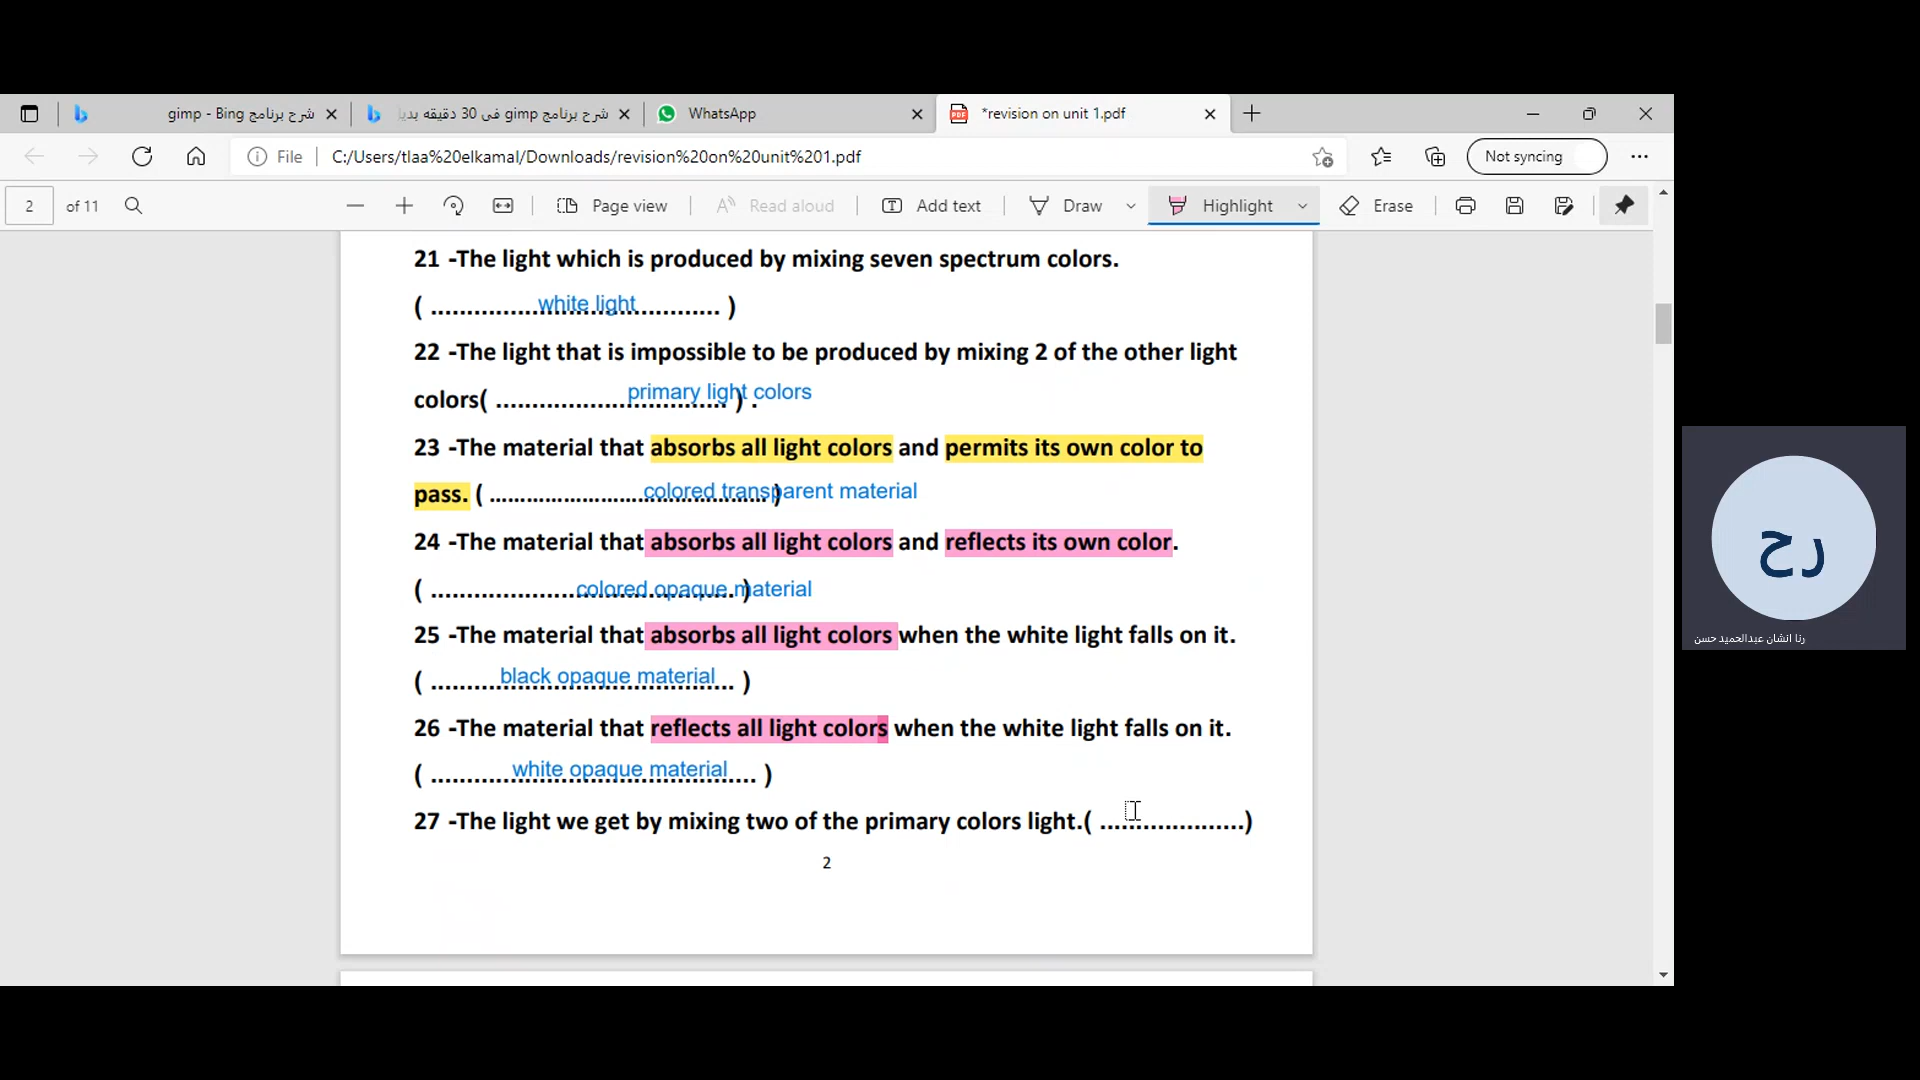 شرح برنامج gimp - Bing
شرح برنامج gimp فى 30 دقيقه بديا
WhatsApp
*revision on unit 1.pdf
File
C:/Users/tlaa%20elkamal/Downloads/revision%20on%20unit%201.pdf
Not syncing
2 of 11
Page view
Read aloud
Add text
Draw
Highlight
Erase
21 -The light which is produced by mixing seven spectrum colors.
( ........................................ )
white light
22 -The light that is impossible to be produced by mixing 2 of the other light
colors( ................................ ) .
primary light colors
23 -The material that absorbs all light colors and permits its own color to
pass. ( ...................................... )
colored transparent material
24 -The material that absorbs all light colors and reflects its own color.
( .......................................... )
colored opaque material
25 -The material that absorbs all light colors when the white light falls on it.
( .......................................... )
black opaque material
26 -The material that reflects all light colors when the white light falls on it.
( ............................................. )
white opaque material
27 -The light we get by mixing two of the primary colors light.( ....................)
2
رح
رنا انشان عبدالحميد حسن